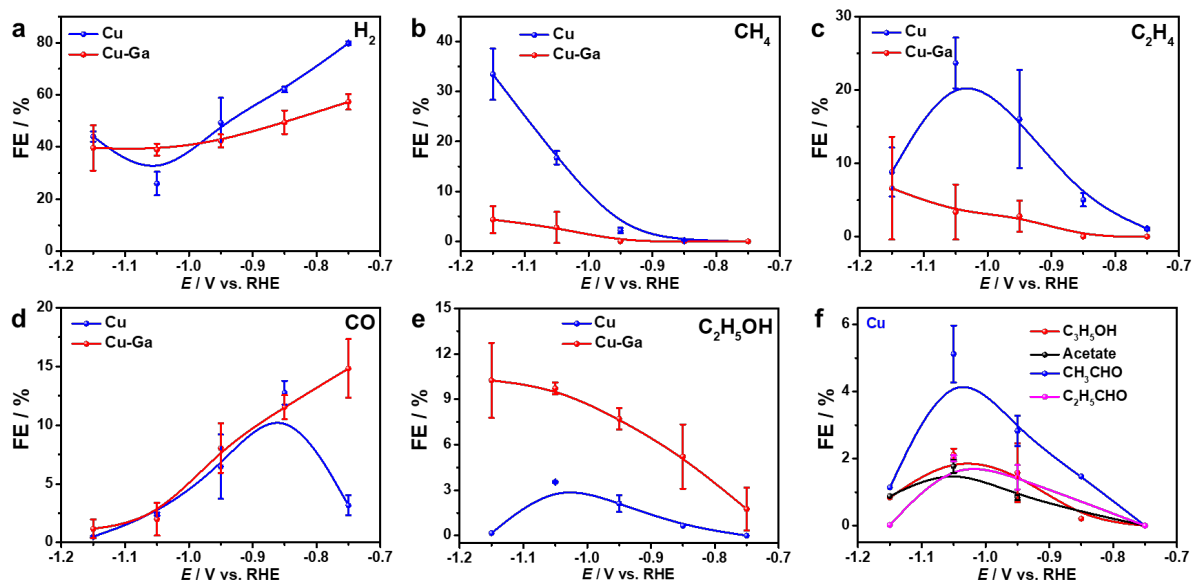 a
H2
Cu
Cu-Ga
80
60
40
20
0
FE / %
-1.2 -1.1 -1.0 -0.9 -0.8 -0.7
E / V vs. RHE
b
CH4
Cu
Cu-Ga
40
30
20
10
0
FE / %
-1.2 -1.1 -1.0 -0.9 -0.8 -0.7
E / V vs. RHE
c
C2H4
Cu
Cu-Ga
30
20
10
0
FE / %
-1.2 -1.1 -1.0 -0.9 -0.8 -0.7
E / V vs. RHE
d
CO
Cu
Cu-Ga
20
15
10
5
0
FE / %
-1.2 -1.1 -1.0 -0.9 -0.8 -0.7
E / V vs. RHE
e
C2H5OH
Cu
Cu-Ga
15
12
9
6
3
0
FE / %
-1.2 -1.1 -1.0 -0.9 -0.8 -0.7
E / V vs. RHE
f
Cu
C3H5OH
Acetate
CH3CHO
C2H5CHO
6
4
2
0
FE / %
-1.2 -1.1 -1.0 -0.9 -0.8 -0.7
E / V vs. RHE